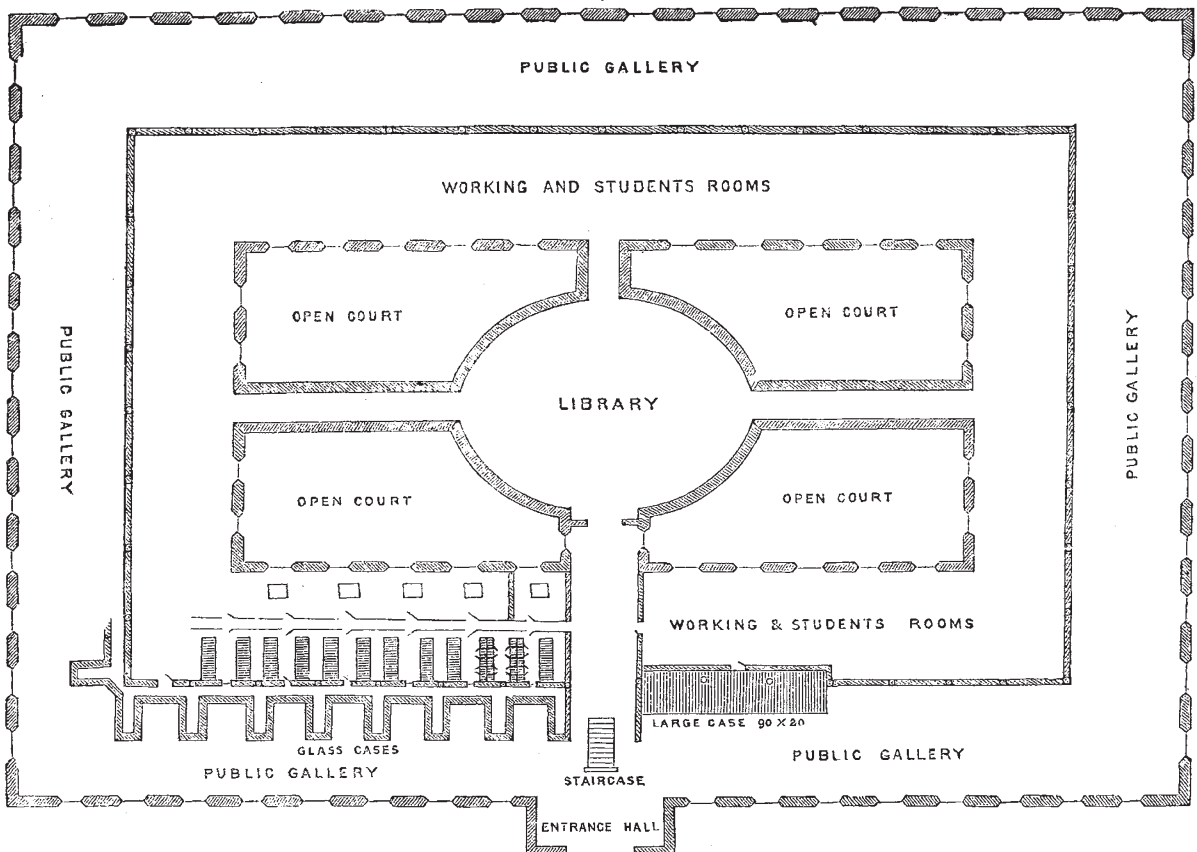 PUBLIC GALLERY
WORKING AND STUDENTS ROOMS
OPEN COURT
OPEN COURT
PUBLIC GALLERY
PUBLIC GALLERY
LIBRARY
OPEN COURT
OPEN COURT
WORKING & STUDENTS ROOMS
LARGE CASE 90 X 20
GLASS CASES
PUBLIC GALLERY
PUBLIC GALLERY
STAIRCASE
ENTRANCE HALL